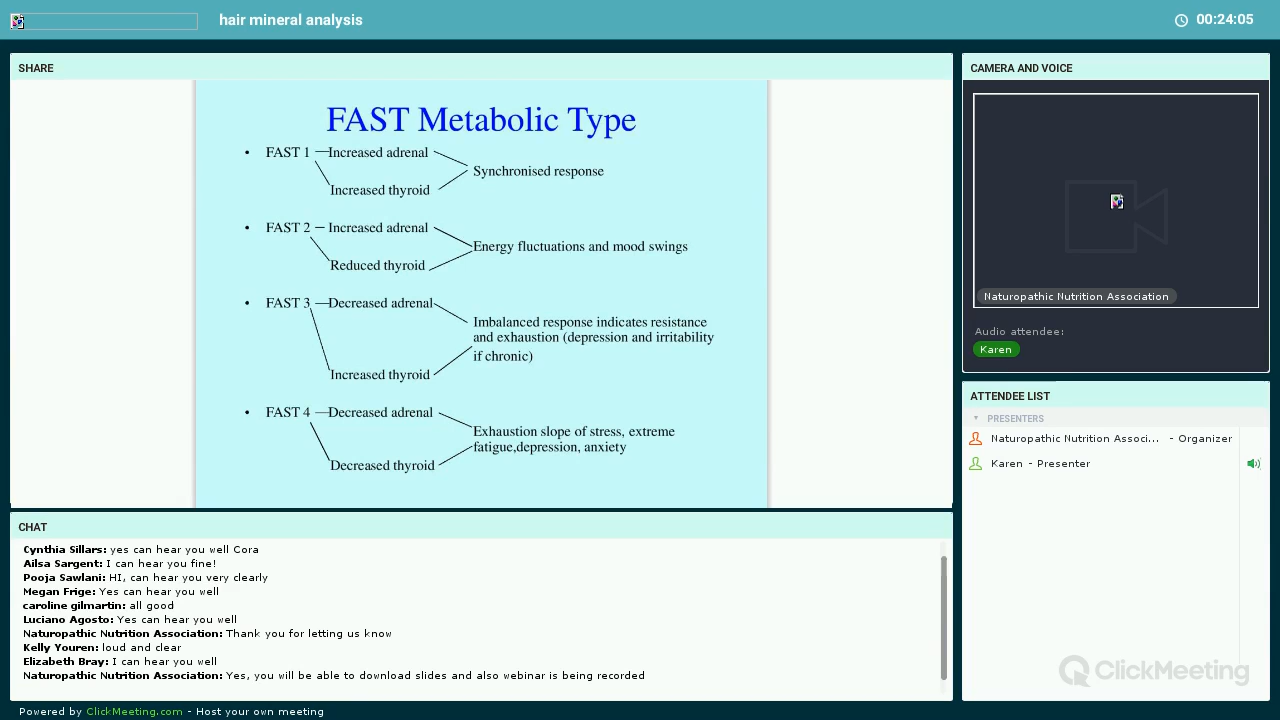 hair mineral analysis
00:24:05
SHARE
FAST Metabolic Type
• FAST 1 Increased adrenal
Synchronised response
Increased thyroid
• FAST 2 Increased adrenal
Energy fluctuations and mood swings
Reduced thyroid
• FAST 3 Decreased adrenal
Imbalanced response indicates resistance
and exhaustion (depression and irritability
if chronic)
Increased thyroid
• FAST 4 Decreased adrenal
Exhaustion slope of stress, extreme
fatigue,depression, anxiety
Decreased thyroid
CHAT
Cynthia Sillars: yes can hear you well Cora
Ailsa Sargent: I can hear you fine!
Pooja Sawlani: HI, can hear you very clearly
Megan Frige: Yes can hear you well
caroline gilmartin: all good
Luciano Agosto: Yes can hear you well
Naturopathic Nutrition Association: Thank you for letting us know
Kelly Youren: loud and clear
Elizabeth Bray: I can hear you well
Naturopathic Nutrition Association: Yes, you will be able to download slides and also webinar is being recorded
CAMERA AND VOICE
Naturopathic Nutrition Association
Audio attendee:
Karen
ATTENDEE LIST
PRESENTERS
Naturopathic Nutrition Associ... - Organizer
Karen - Presenter
ClickMeeting
Powered by ClickMeeting.com - Host your own meeting